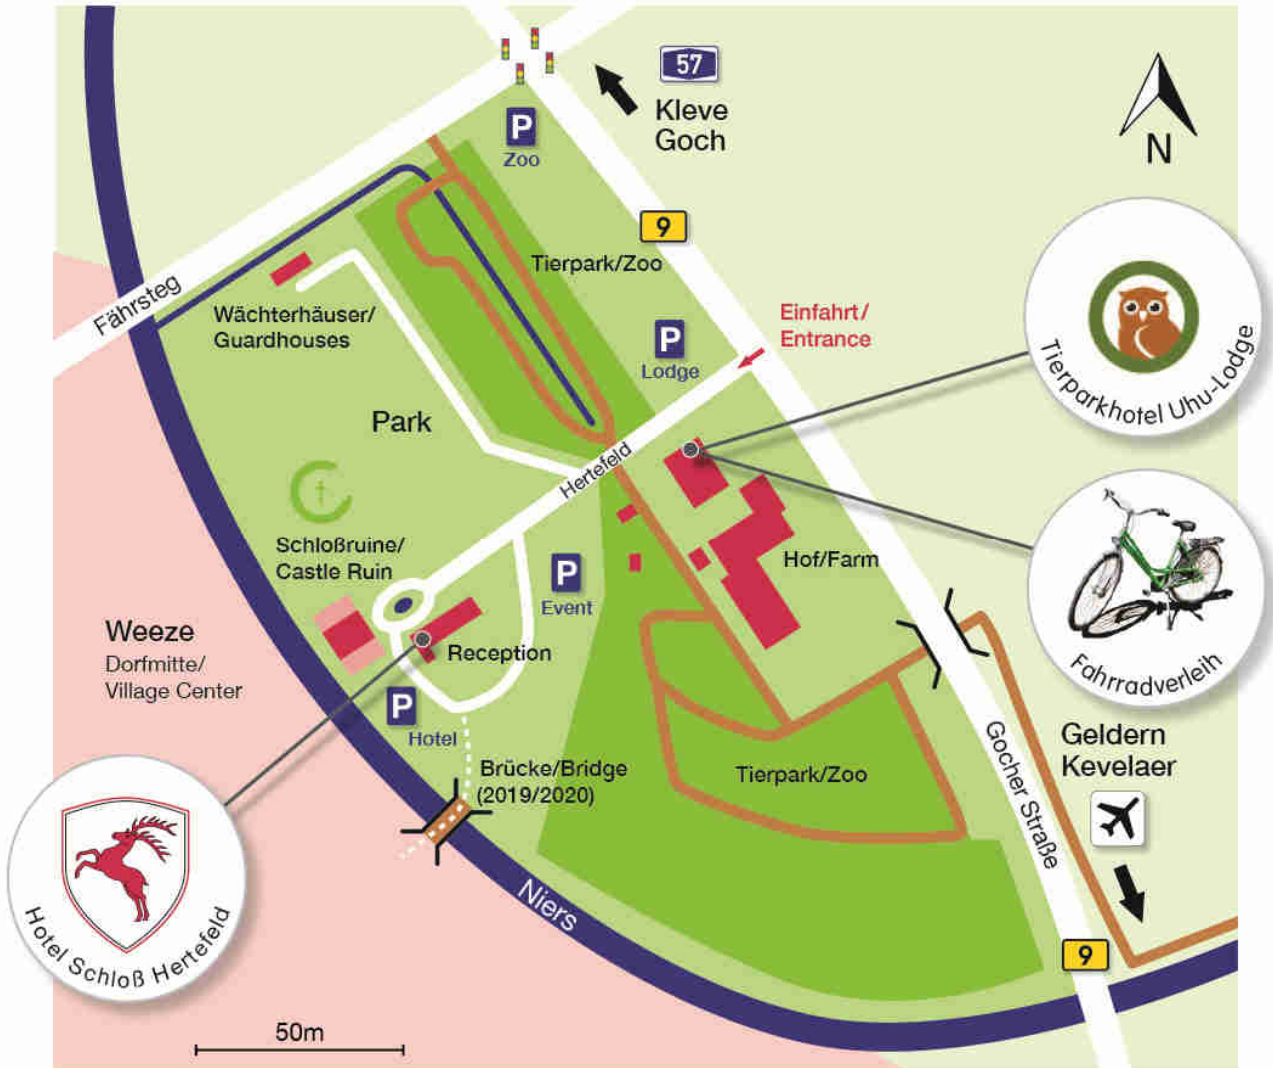 57
Kleve
Goch
N
P
Zoo
9
Tierpark/Zoo
Fährsteg
Wächterhäuser/
Guardhouses
Einfahrt/
Entrance
P
Lodge
Tierparkhotel Uhu-Lodge
Park
Hertefeld
Schloßruine/
Castle Ruin
Hof/Farm
P
Event
Weeze
Dorfmitte/
Village Center
Reception
Fahrradverleih
P
Hotel
Gocher Straße
Geldern
Kevelaer
Brücke/Bridge
(2019/2020)
Tierpark/Zoo
Niers
Hotel Schloß Hertefeld
9
50m